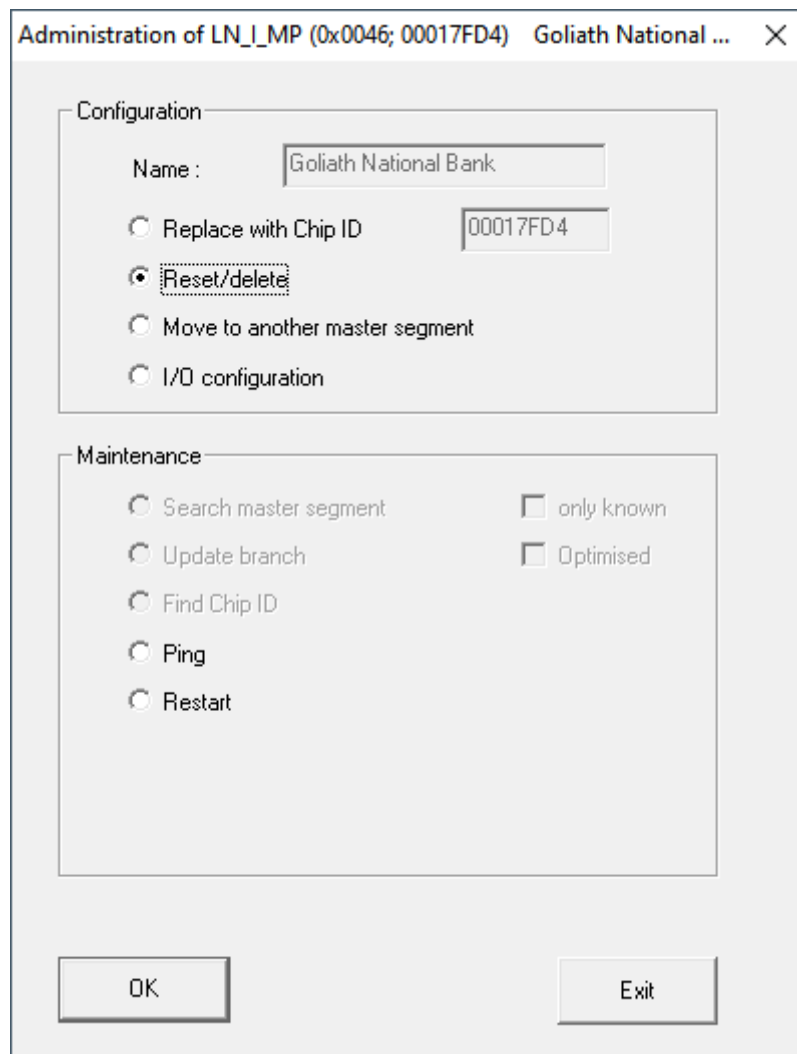 Administration of LN_I_MP (0x0046; 00017FD4) Goliath National ...
Configuration
Name : Goliath National Bank
Replace with Chip ID 00017FD4
Reset/delete
Move to another master segment
I/O configuration
Maintenance
Search master segment only known
Update branch Optimised
Find Chip ID
Ping
Restart
OK Exit